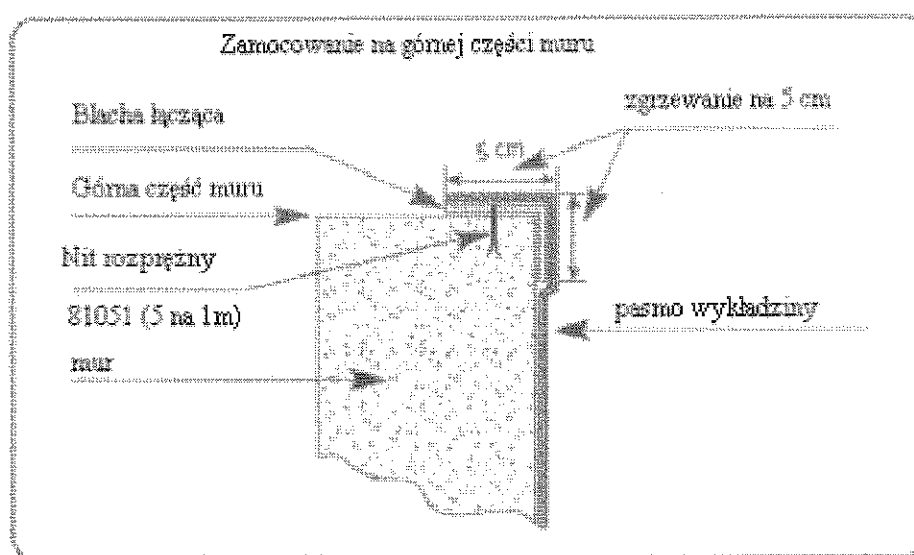 Zamocowanie na górnej części muru
Blacha łącząca
zgrzewanie na 5 cm
5 cm
Górna część muru
Nit rozprężny
81051 (5 na 1m)
pasmo wykładziny
mur